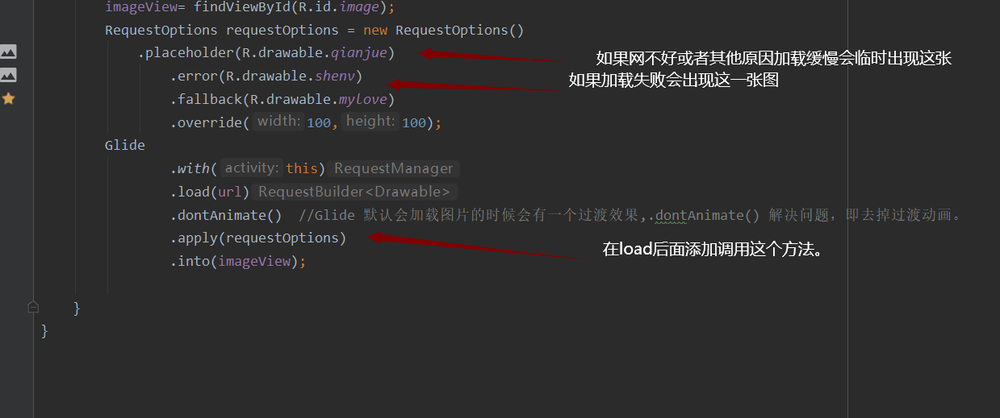 imageView= findViewById(R.id.image);
RequestOptions requestOptions = new RequestOptions()
.placeholder(R.drawable.qianjue)
如果网不好或者其他原因加载缓慢会临时出现这张
.error(R.drawable.shenv)
如果加载失败会出现这一张图
.fallback(R.drawable.mylove)
.override( width: 100, height: 100);
Glide
.with( activity: this) RequestManager
.load(url) RequestBuilder<Drawable>
.dontAnimate() //Glide 默认会加载图片的时候会有一个过渡效果,.dontAnimate() 解决问题，即去掉过渡动画。
.apply(requestOptions)
在load后面添加调用这个方法。
.into(imageView);
}
}